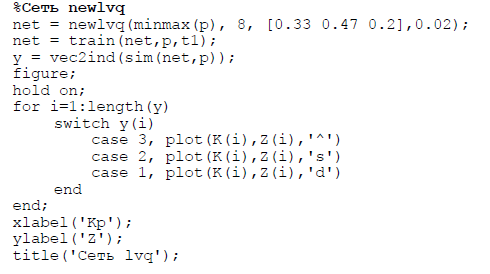 %Сеть newlvq
net = newlvq(minmax(p), 8, [0.33 0.47 0.2],0.02);
net = train(net,p,t1);
y = vec2ind(sim(net,p));
figure;
hold on;
for i=1:length(y)
    switch y(i)
        case 3, plot(K(i),Z(i),'^')
        case 2, plot(K(i),Z(i),'s')
        case 1, plot(K(i),Z(i),'d')
    end
end;
xlabel('Kp');
ylabel('Z');
title('Сеть lvq');